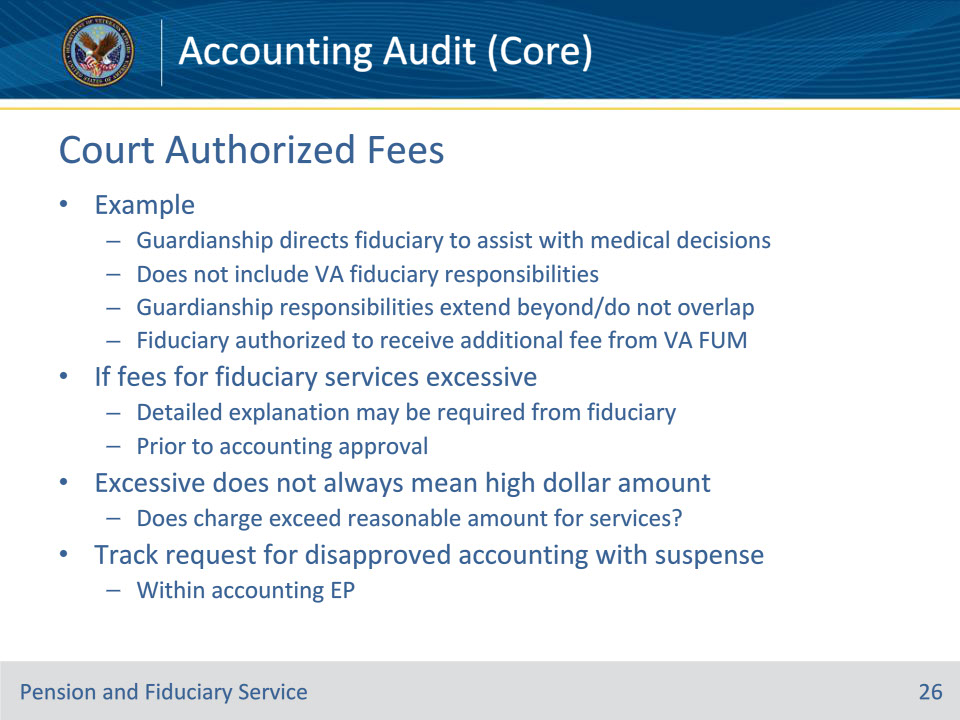 Accounting Audit (Core)
Court Authorized Fees
• Example
– Guardianship directs fiduciary to assist with medical decisions
– Does not include VA fiduciary responsibilities
– Guardianship responsibilities extend beyond/do not overlap
– Fiduciary authorized to receive additional fee from VA FUM
• If fees for fiduciary services excessive
– Detailed explanation may be required from fiduciary
– Prior to accounting approval
• Excessive does not always mean high dollar amount
– Does charge exceed reasonable amount for services?
• Track request for disapproved accounting with suspense
– Within accounting EP
Pension and Fiduciary Service
26